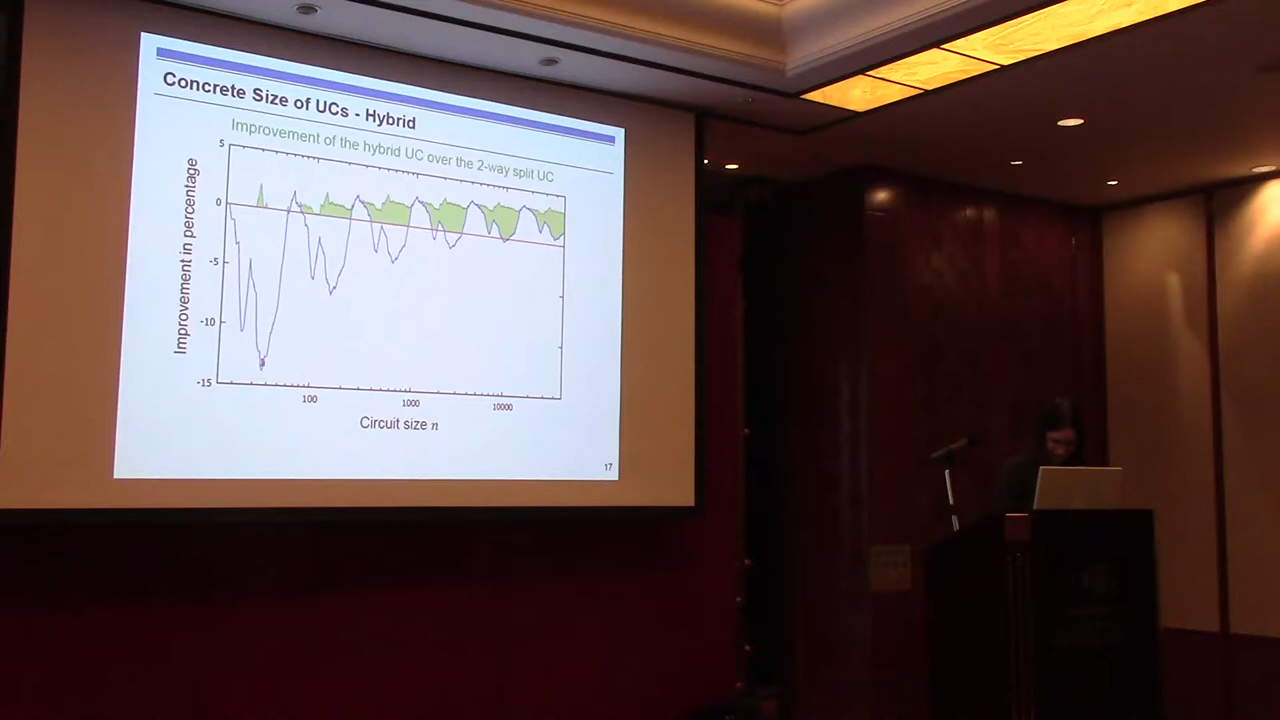 Concrete Size of UCs - Hybrid
Improvement of the hybrid UC over the 2-way split UC
5
0
-5
-10
-15
Improvement in percentage
100
1000
10000
Circuit size n
17